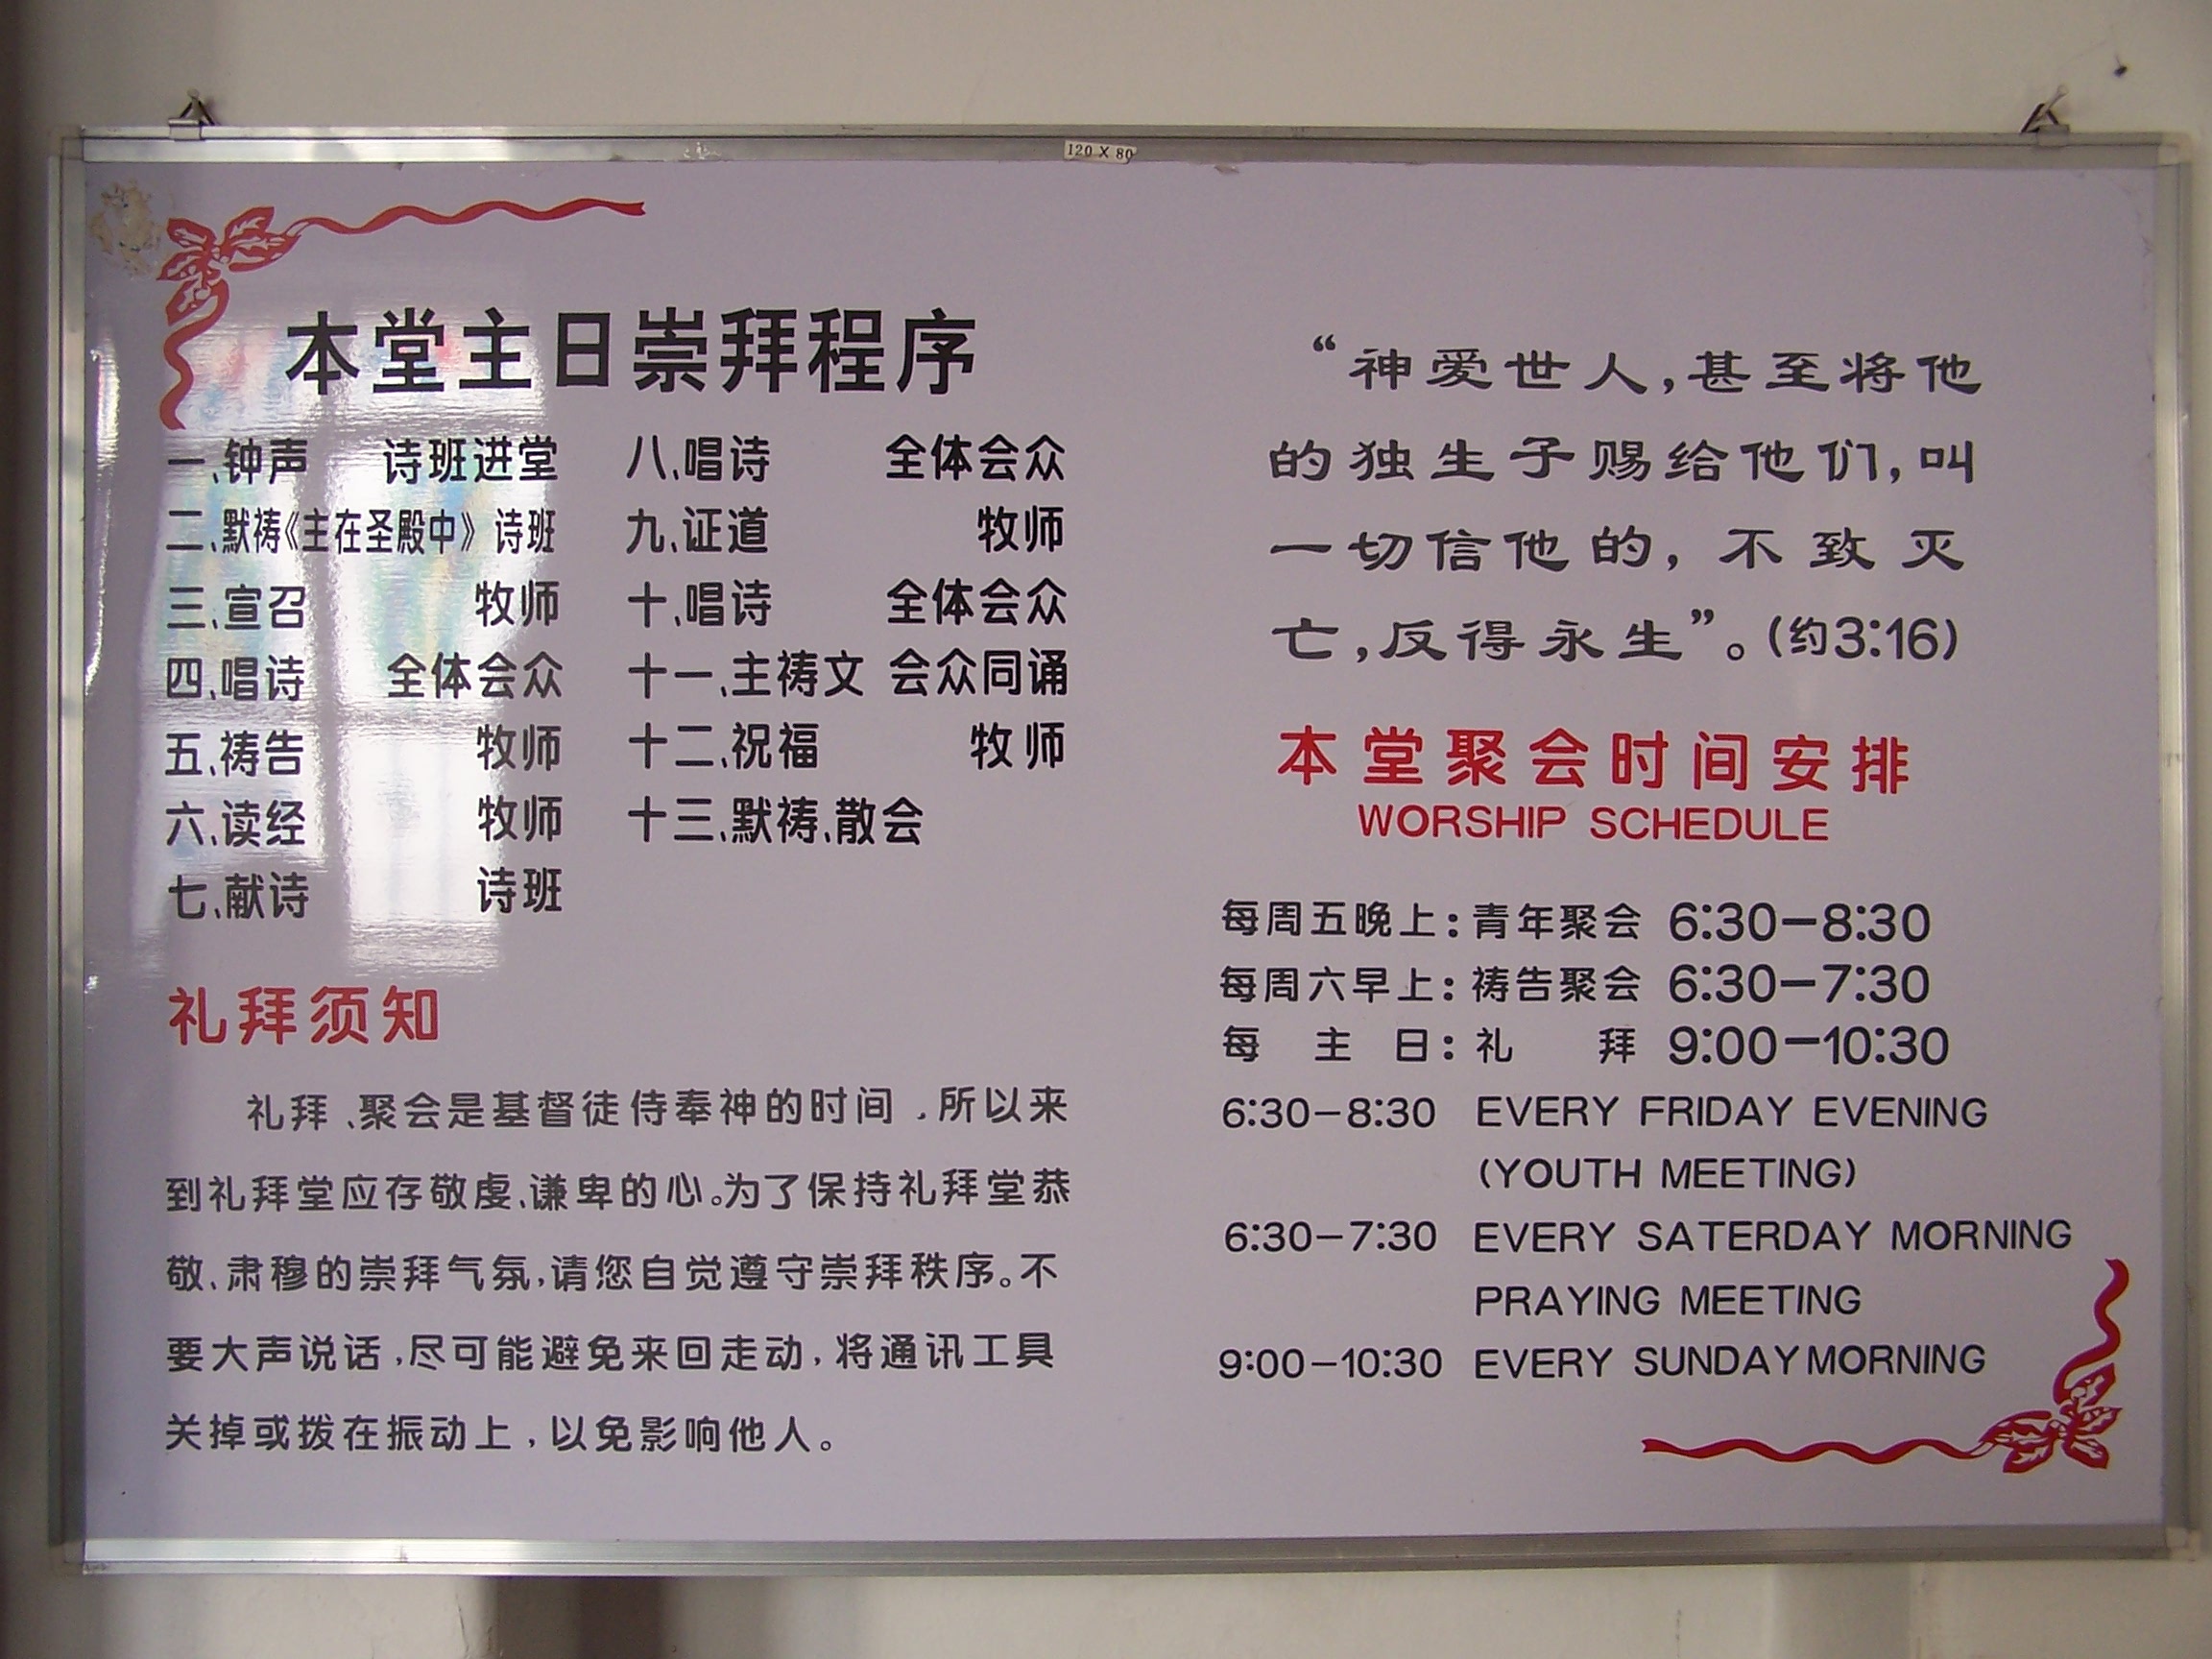 120 X 80
本堂主日崇拜程序
一、钟声 诗班进堂
二、默祷《主在圣殿中》 诗班
三、宣召 牧师
四、唱诗 全体会众
五、祷告 牧师
六、读经 牧师
七、献诗 诗班
八、唱诗 全体会众
九、证道 牧师
十、唱诗 全体会众
十一、主祷文 会众同诵
十二、祝福 牧师
十三、默祷、散会
礼拜须知
礼拜、聚会是基督徒侍奉神的时间,所以来
到礼拜堂应存敬虔、谦卑的心。为了保持礼拜堂恭
敬、肃穆的崇拜气氛,请您自觉遵守崇拜秩序。不
要大声说话,尽可能避免来回走动,将通讯工具
关掉或拨在振动上,以免影响他人。
“神爱世人,甚至将他
的独生子赐给他们,叫
一切信他的,不致灭
亡,反得永生”。(约3:16)
本堂聚会时间安排
WORSHIP SCHEDULE
每周五晚上:青年聚会 6:30-8:30
每周六早上:祷告聚会 6:30-7:30
每主日:礼拜 9:00-10:30
6:30-8:30 EVERY FRIDAY EVENING
(YOUTH MEETING)
6:30-7:30 EVERY SATERDAY MORNING
PRAYING MEETING
9:00-10:30 EVERY SUNDAY MORNING